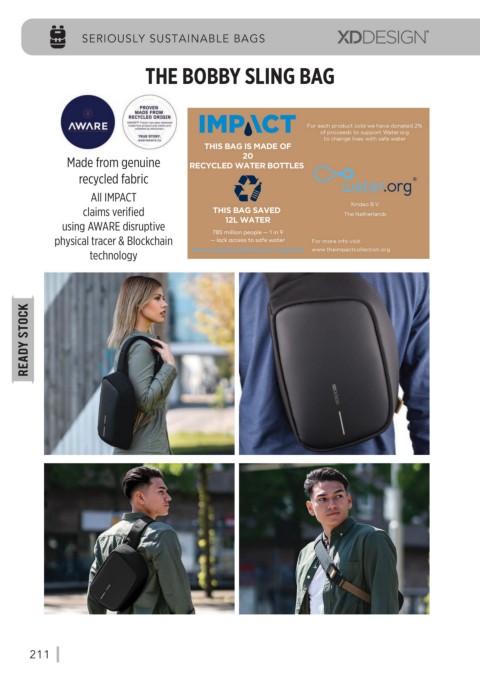 SERIOUSLY SUSTAINABLE BAGS
XDDESIGN®
THE BOBBY SLING BAG
AWARE
PROVEN
MADE FROM
RECYCLED ORIGIN
TRUE STORY.
Made from genuine
recycled fabric
All IMPACT
claims verified
using AWARE disruptive
physical tracer & Blockchain
technology
IMPACT
THIS BAG IS MADE OF
20
RECYCLED WATER BOTTLES
THIS BAG SAVED
12L WATER
785 million people – 1 in 9
– lack access to safe water
For each product sold we have donated 2%
of proceeds to support Water.org
to change lives with safe water
water.org®
Xindao B.V.
The Netherlands
For more info visit
www.theimpactcollection.org
READY STOCK
211